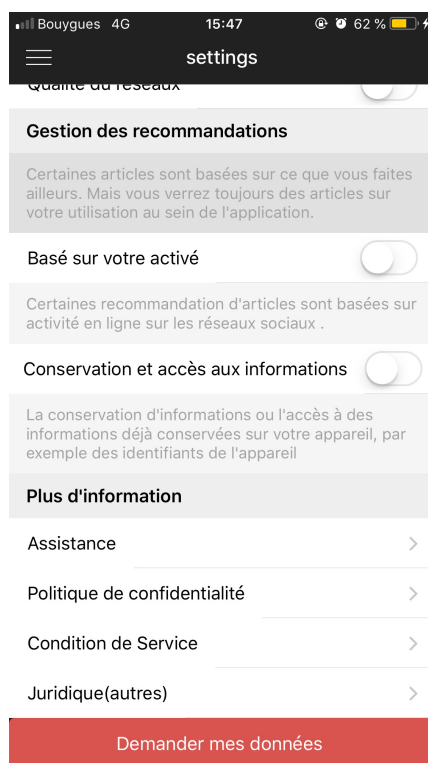 Bouygues 4G 15:47 62 %
settings
Qualité du réseaux
Gestion des recommandations
Certaines articles sont basées sur ce que vous faites
ailleurs. Mais vous verrez toujours des articles sur
votre utilisation au sein de l'application.
Basé sur votre activé
Certaines recommandation d'articles sont basées sur
activité en ligne sur les réseaux sociaux .
Conservation et accès aux informations
La conservation d'informations ou l'accès à des
informations déjà conservées sur votre appareil, par
exemple des identifiants de l'appareil
Plus d'information
Assistance
Politique de confidentialité
Condition de Service
Juridique(autres)
Demander mes données